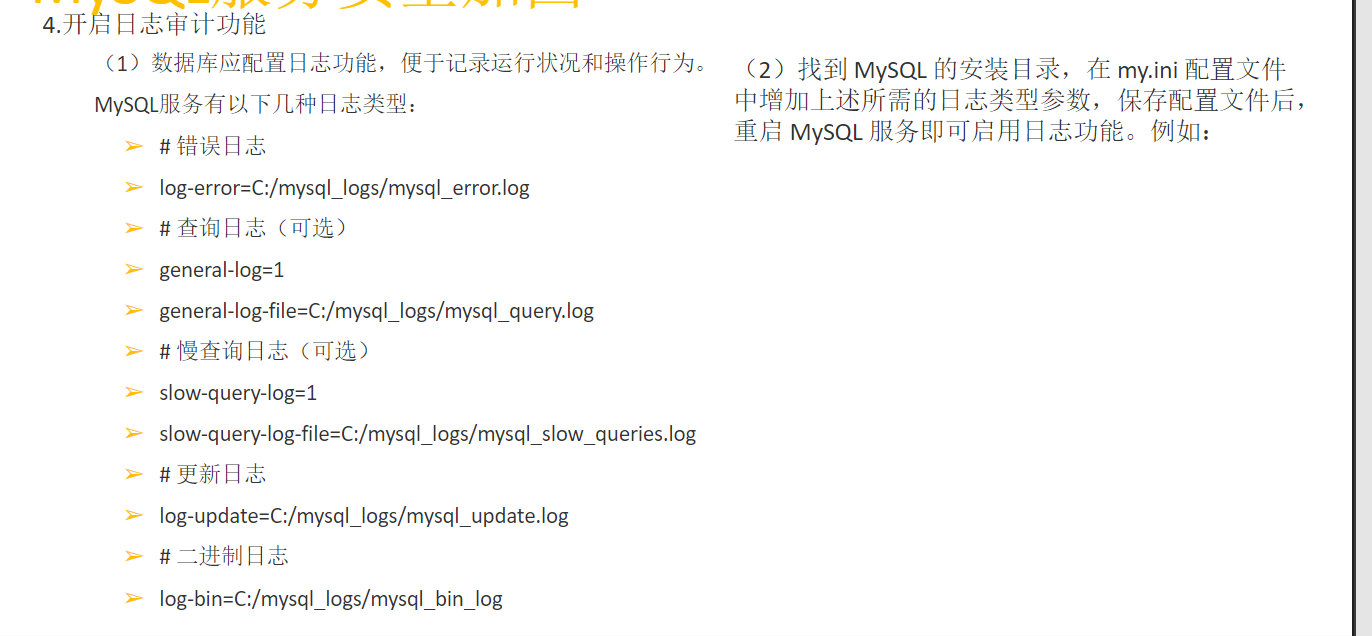 4.开启日志审计功能
（1）数据库应配置日志功能，便于记录运行状况和操作行为。
MySQL服务有以下几种日志类型：
➢ # 错误日志
➢ log-error=C:/mysql_logs/mysql_error.log
➢ # 查询日志（可选）
➢ general-log=1
➢ general-log-file=C:/mysql_logs/mysql_query.log
➢ # 慢查询日志（可选）
➢ slow-query-log=1
➢ slow-query-log-file=C:/mysql_logs/mysql_slow_queries.log
➢ # 更新日志
➢ log-update=C:/mysql_logs/mysql_update.log
➢ # 二进制日志
➢ log-bin=C:/mysql_logs/mysql_bin_log
（2）找到 MySQL 的安装目录，在 my.ini 配置文件
中增加上述所需的日志类型参数，保存配置文件后，
重启 MySQL 服务即可启用日志功能。例如：